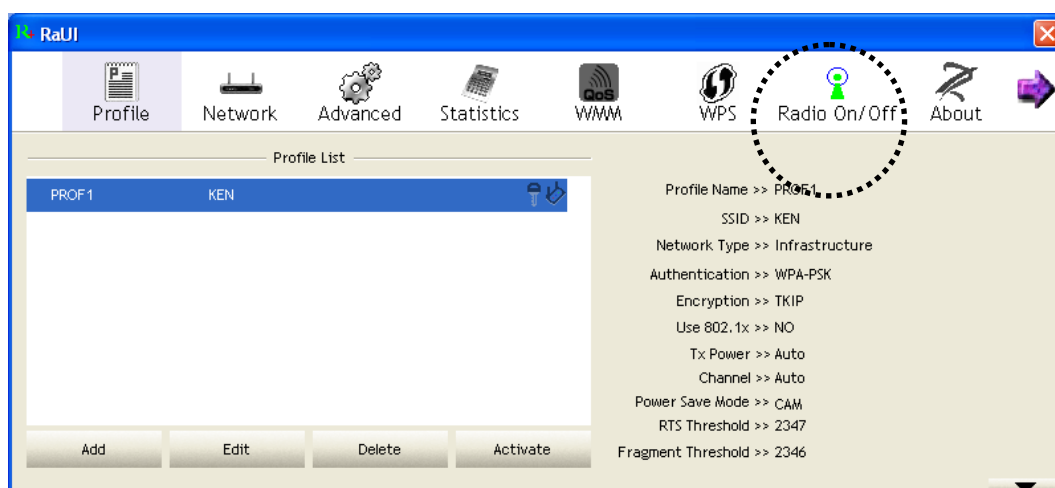 RaUI
Profile Network Advanced Statistics QoS WMM WPS Radio On/Off About
Profile List
PROF1 KEN
Profile Name >> PROF1
SSID >> KEN
Network Type >> Infrastructure
Authentication >> WPA-PSK
Encryption >> TKIP
Use 802.1x >> NO
Tx Power >> Auto
Channel >> Auto
Power Save Mode >> CAM
RTS Threshold >> 2347
Fragment Threshold >> 2346
Add Edit Delete Activate